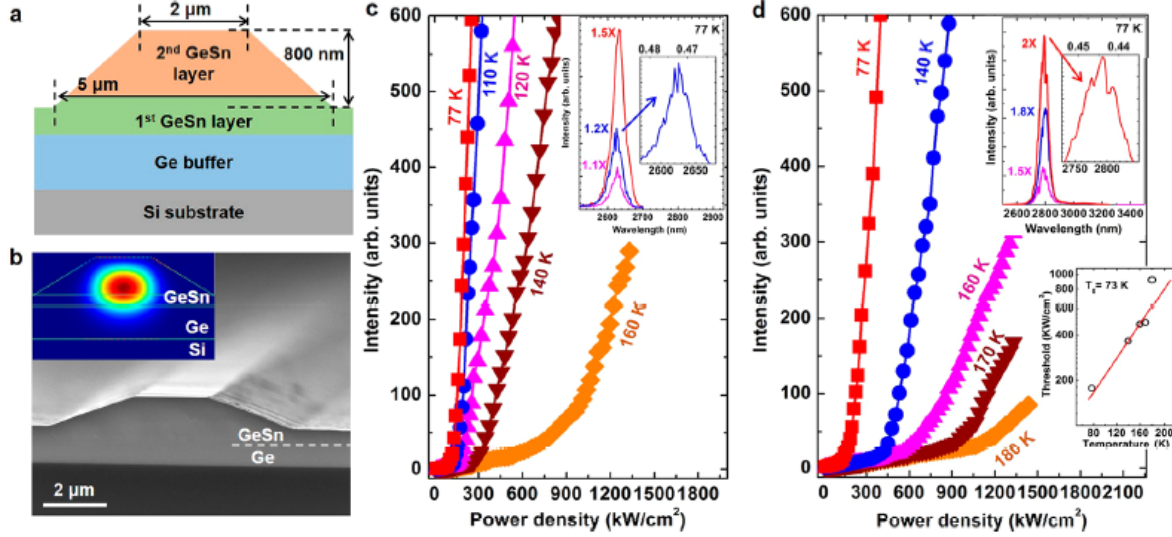 a
2 µm
2nd GeSn
layer
800 nm
5 µm
1st GeSn layer
Ge buffer
Si substrate
b
GeSn
Ge
Si
GeSn
Ge
2 µm
c
600
500
400
300
200
100
0
Intensity (arb. units)
0 300 600 900 1200 1500 1800
Power density (kW/cm2)
77 K
110 K
120 K
140 K
160 K
77 K
1.5X
1.2X
1.1X
0.48 0.47
2600 2650
Intensity (arb. units)
2600 2700 2800 2900
Wavelength (nm)
d
600
500
400
300
200
100
0
Intensity (arb. units)
0 300 600 900 1200 1500 1800 2100
Power density (kW/cm2)
77 K
140 K
160 K
170 K
180 K
77 K
2X
1.8X
1.5X
0.45 0.44
2750 2800
Intensity (arb. units)
2600 2800 3000 3200 3400
Wavelength (nm)
1000
800
600
400
200
T0= 73 K
Threshold (KW/cm2)
80 120 160 200
Temperature (K)